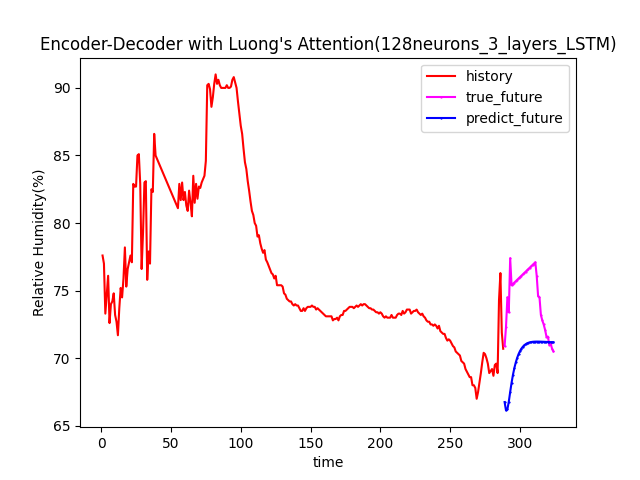 Encoder-Decoder with Luong's Attention(128neurons_3_layers_LSTM)
history
true_future
predict_future
Relative Humidity(%)
90
85
80
75
70
65
0 50 100 150 200 250 300
time